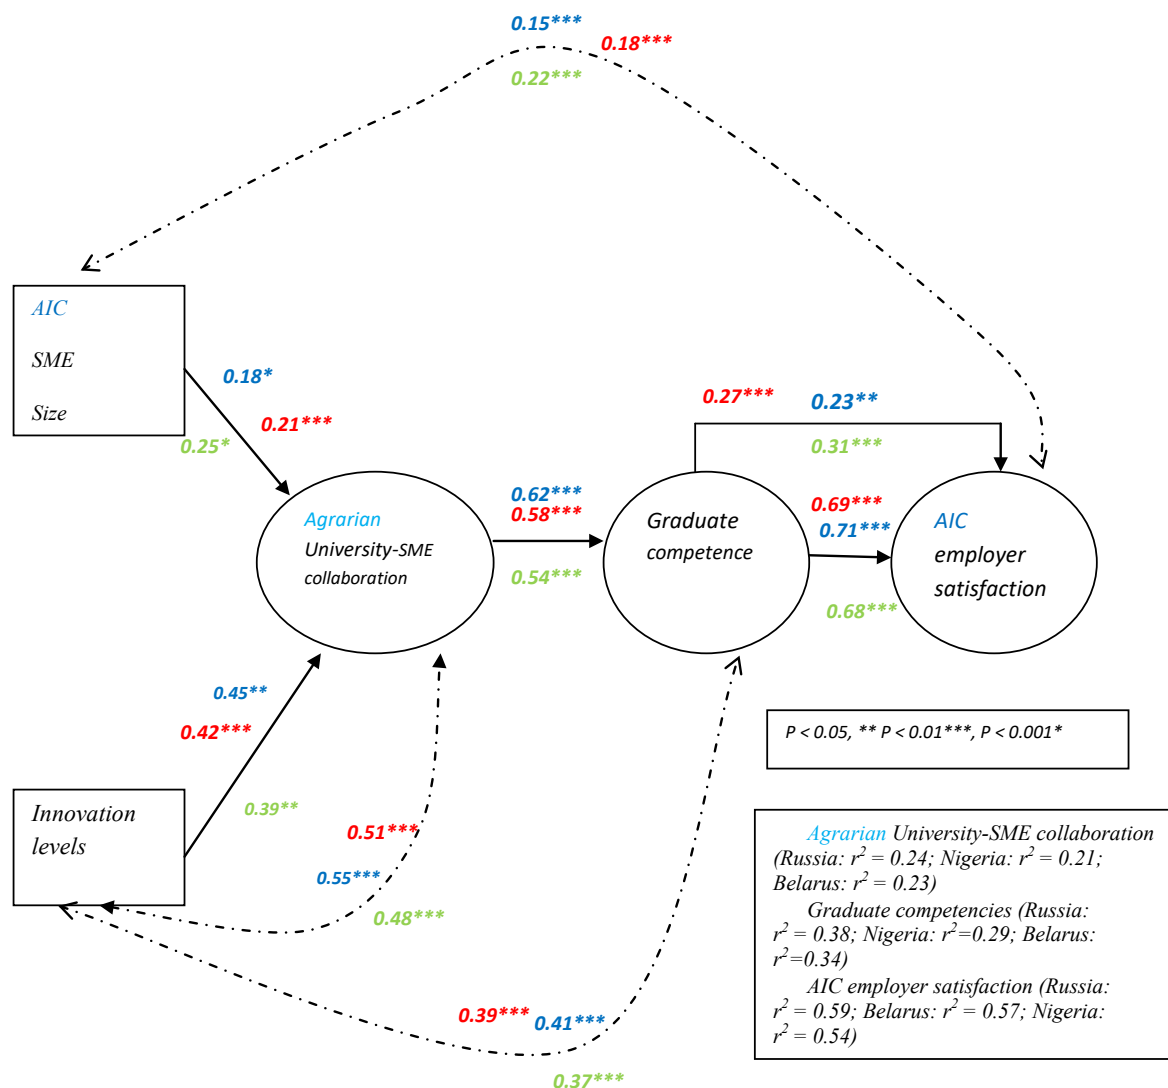 0.15***
0.18***
0.22***
AIC
SME
Size
0.18*
0.21***
0.25*
0.27***
0.23**
0.31***
Agrarian
University-SME
collaboration
0.62***
0.58***
0.54***
Graduate
competence
0.69***
0.71***
0.68***
AIC
employer
satisfaction
0.45**
0.42***
0.39**
P < 0.05, ** P < 0.01***, P < 0.001*
Innovation
levels
0.51***
0.55***
0.48***
0.39***
0.41***
0.37***
Agrarian University-SME collaboration
(Russia: r² = 0.24; Nigeria: r² = 0.21;
Belarus: r² = 0.23)
Graduate competencies (Russia:
r² = 0.38; Nigeria: r²=0.29; Belarus:
r²=0.34)
AIC employer satisfaction (Russia:
r² = 0.59; Belarus: r² = 0.57; Nigeria:
r² = 0.54)